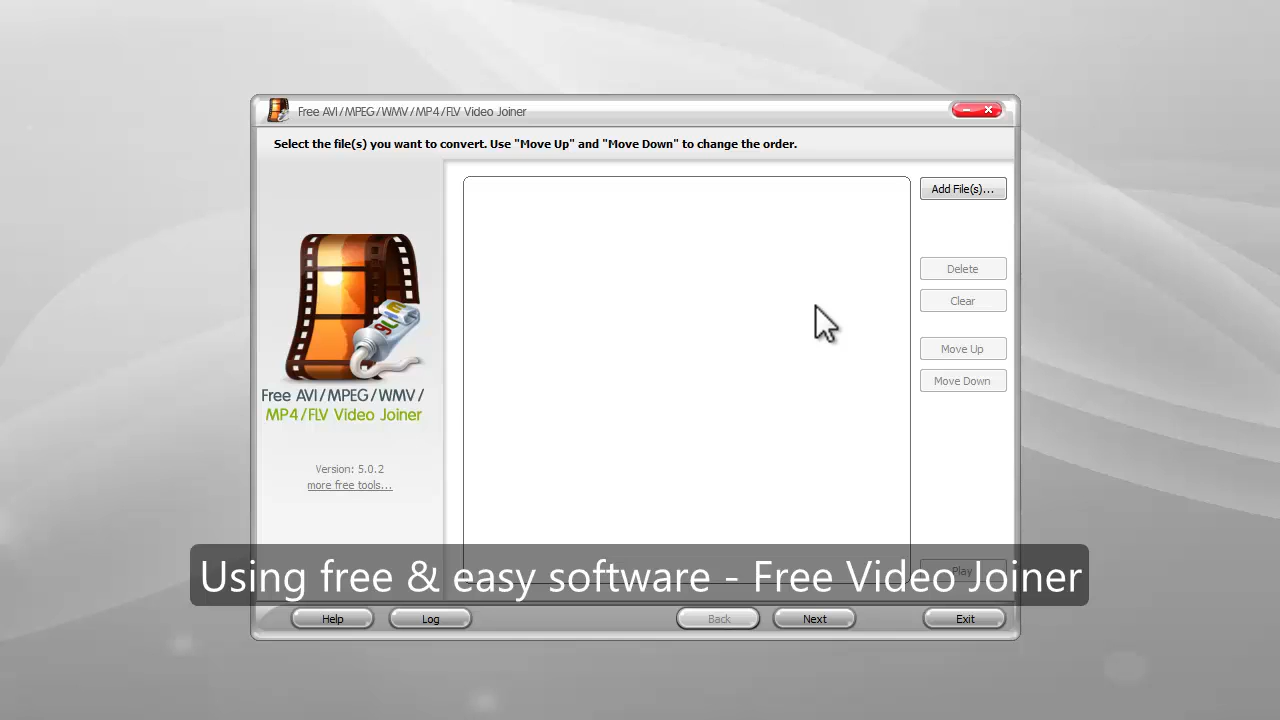 Free AVI/MPEG/WMV/MP4/FLV Video Joiner
Select the file(s) you want to convert. Use "Move Up" and "Move Down" to change the order.
Add File(s)...
Delete
Clear
Move Up
Move Down
GLUE
Free AVI/MPEG/WMV/
MP4/FLV Video Joiner
Version: 5.0.2
more free tools...
Play
Using free & easy software - Free Video Joiner
Help
Log
Back
Next
Exit